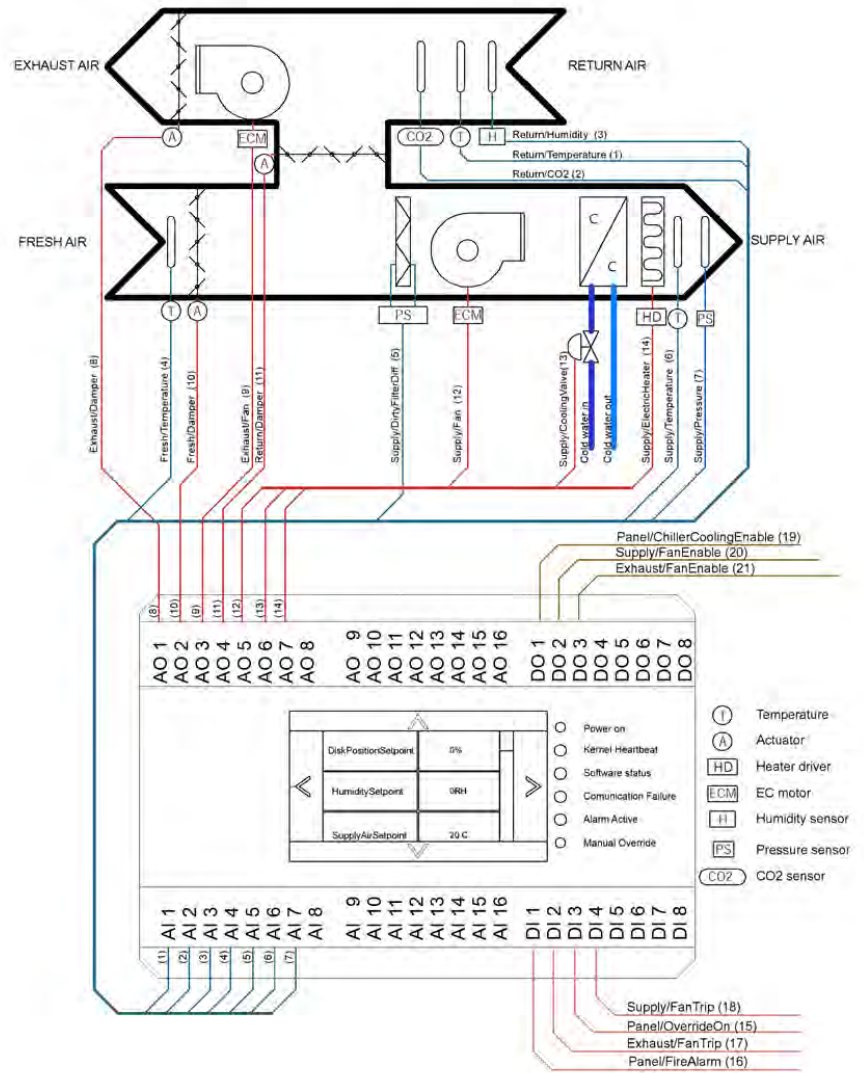 EXHAUST AIR
RETURN AIR
A
ECM
A
CO2
T
H
Return/Humidity (3)
Return/Temperature (1)
Return/CO2 (2)
FRESH AIR
SUPPLY AIR
C
C
T
A
PS
ECM
HD
T
PS
Exhaust/Damper (8)
Fresh/Temperature (4)
Fresh/Damper (10)
Exhaust/Fan (9)
Return/Damper (11)
Supply/DirtyFilterDiff (5)
Supply/Fan (12)
Supply/CoolingValve(13)
Cold water in
Cold water out
Supply/ElectricHeater (14)
Supply/Temperature (6)
Supply/Pressure (7)
Panel/ChillerCoolingEnable (19)
Supply/FanEnable (20)
Exhaust/FanEnable (21)
(8) (10) (9) (11) (12) (13) (14)
AO 1 AO 2 AO 3 AO 4 AO 5 AO 6 AO 7 AO 8 AO 9 AO 10 AO 11 AO 12 AO 13 AO 14 AO 15 AO 16 DO 1 DO 2 DO 3 DO 4 DO 5 DO 6 DO 7 DO 8
DiskPositionSetpoint 5%
HumiditySetpoint 0RH
SupplyAirSetpoint 20 C
Power on
Kernel Heartbeat
Software status
Comunication Failure
Alarm Active
Manual Override
T Temperature
A Actuator
HD Heater driver
ECM EC motor
H Humidity sensor
PS Pressure sensor
CO2 CO2 sensor
AI 1 AI 2 AI 3 AI 4 AI 5 AI 6 AI 7 AI 8 AI 9 AI 10 AI 11 AI 12 AI 13 AI 14 AI 15 AI 16 DI 1 DI 2 DI 3 DI 4 DI 5 DI 6 DI 7 DI 8
(1) (2) (3) (4) (5) (6) (7)
Supply/FanTrip (18)
Panel/OverrideOn (15)
Exhaust/FanTrip (17)
Panel/FireAlarm (16)